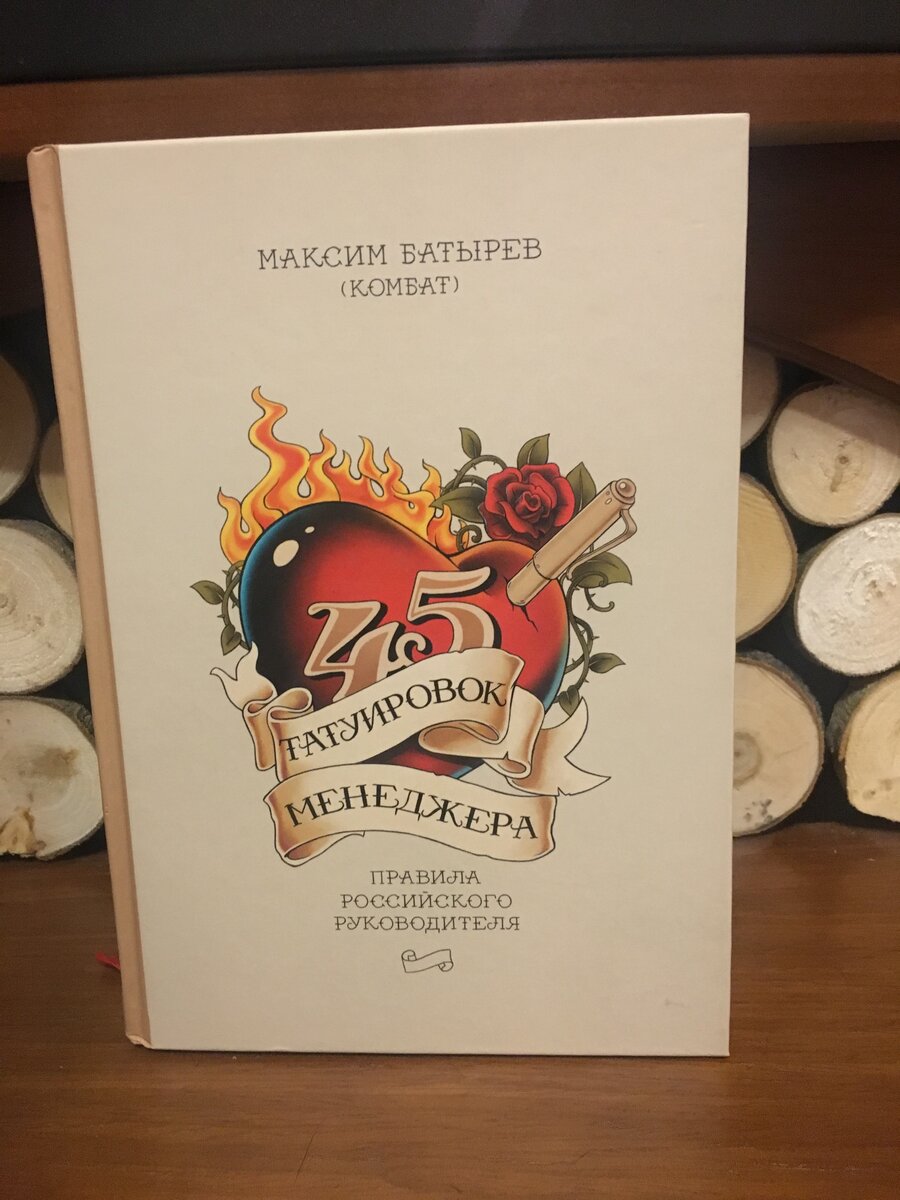 МАКСИМ БАТЫРЕВ
(КОМБАТ)
45
ТАТУИРОВОК
МЕНЕДЖЕРА
ПРАВИЛА
РОССИЙСКОГО
РУКОВОДИТЕЛЯ